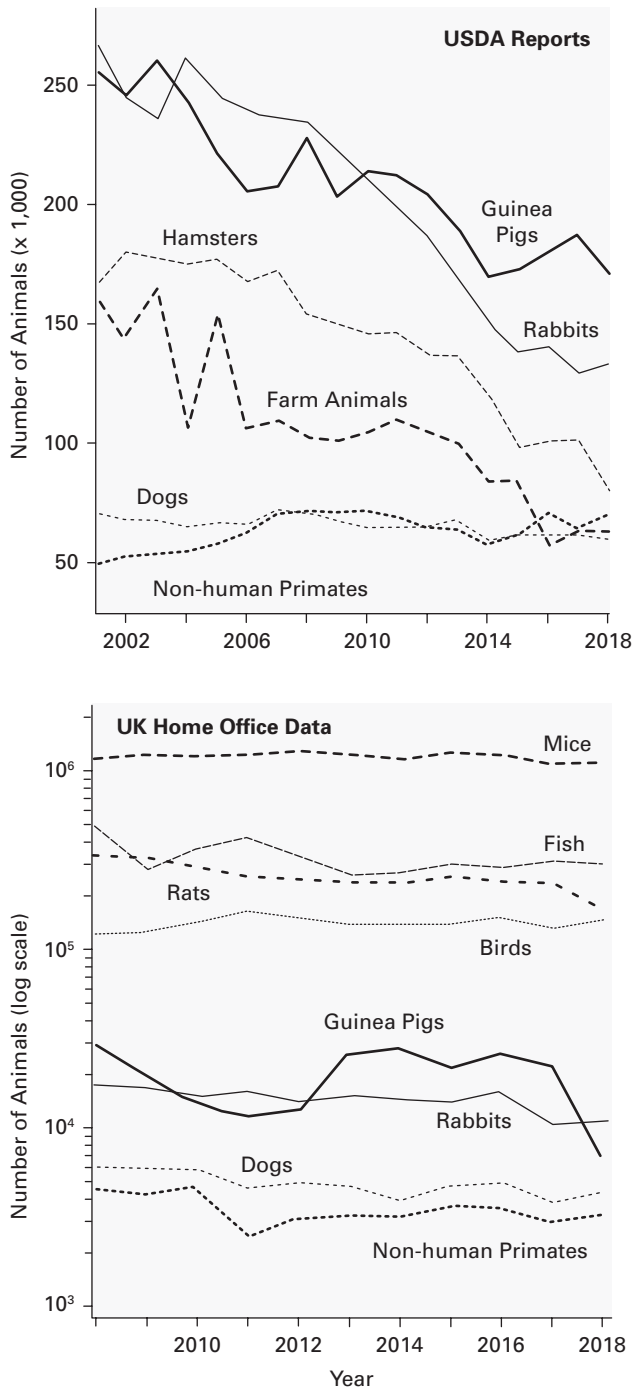 USDA Reports
Number of Animals (x 1,000)
250
200
150
100
50
Guinea
Pigs
Hamsters
Rabbits
Farm Animals
Dogs
Non-human Primates
2002 2006 2010 2014 2018
UK Home Office Data
Number of Animals (log scale)
10⁶
10⁵
10⁴
10³
Mice
Fish
Rats
Birds
Guinea Pigs
Rabbits
Dogs
Non-human Primates
2010 2012 2014 2016 2018
Year